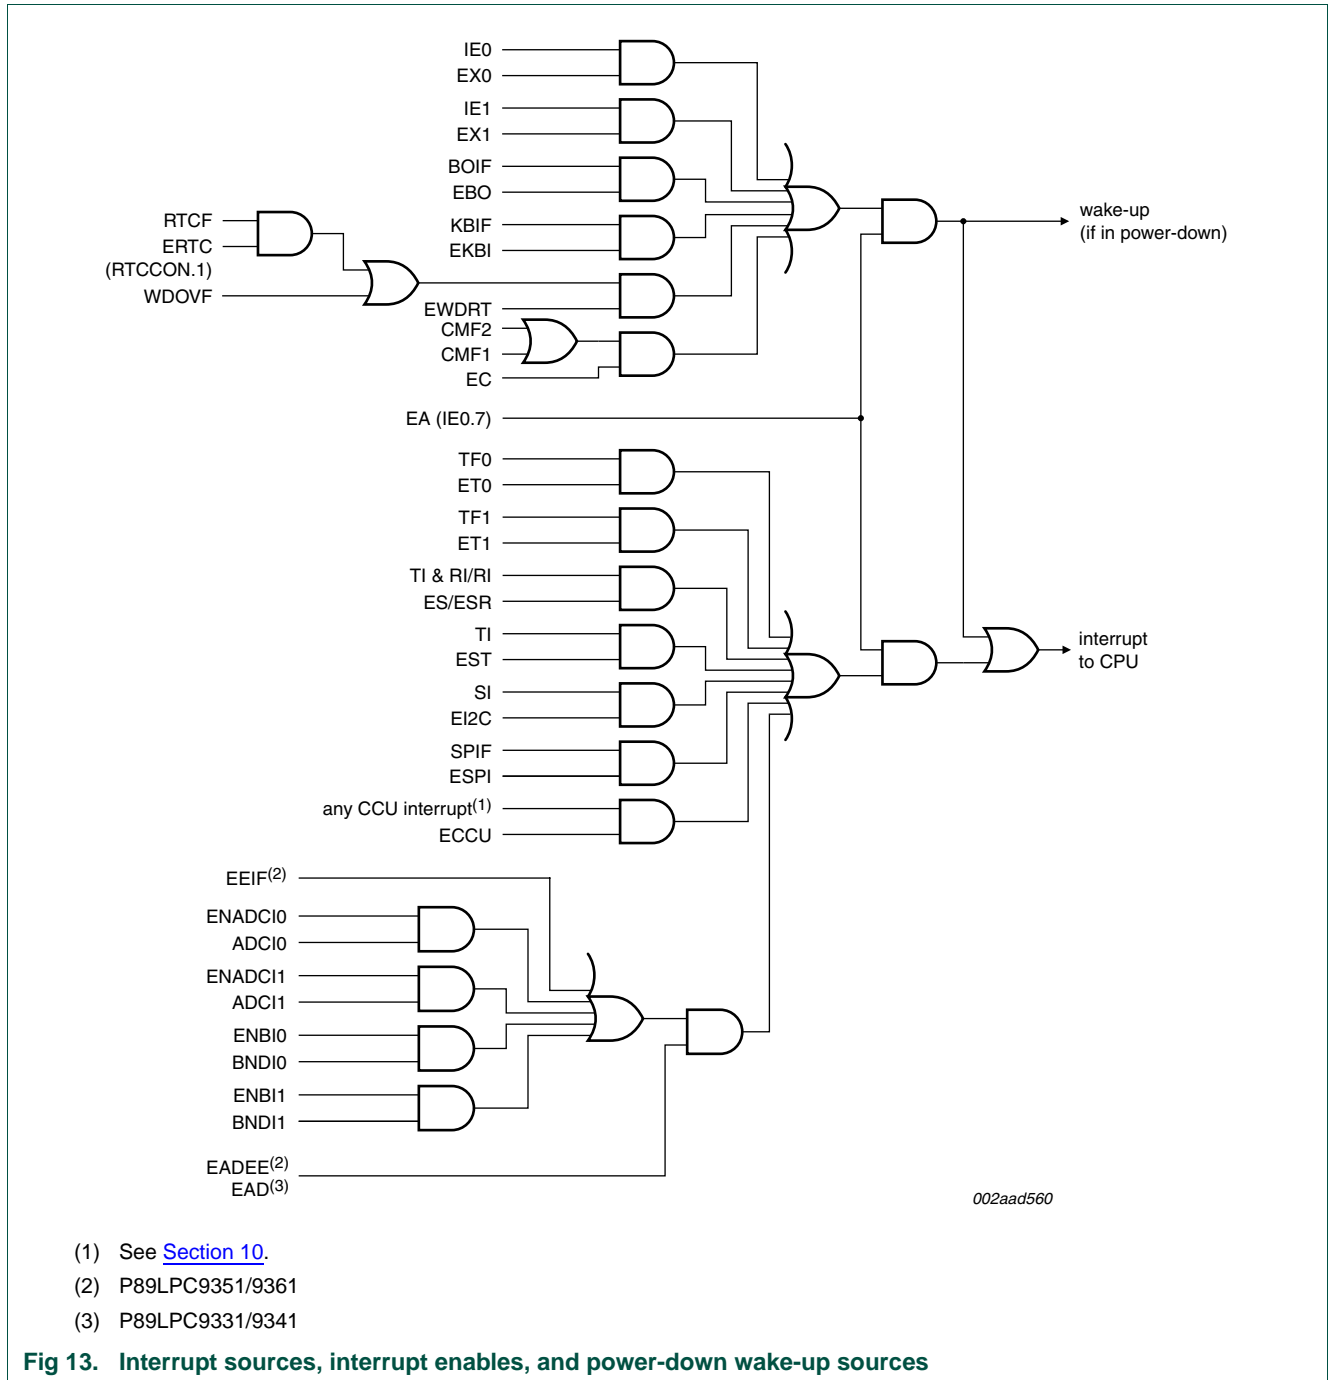 IE0
EX0
IE1
EX1
BOIF
EBO
KBIF
EKBI
RTCF
ERTC
(RTCCON.1)
WDOVF
EWDRT
CMF2
CMF1
EC
EA (IE0.7)
wake-up
(if in power-down)
TF0
ET0
TF1
ET1
TI & RI/RI
ES/ESR
TI
EST
SI
EI2C
SPIF
ESPI
any CCU interrupt(1)
ECCU
interrupt
to CPU
EEIF(2)
ENADCI0
ADCI0
ENADCI1
ADCI1
ENBI0
BNDI0
ENBI1
BNDI1
EADEE(2)
EAD(3)
002aad560
(1) See Section 10.
(2) P89LPC9351/9361
(3) P89LPC9331/9341
Fig 13. Interrupt sources, interrupt enables, and power-down wake-up sources